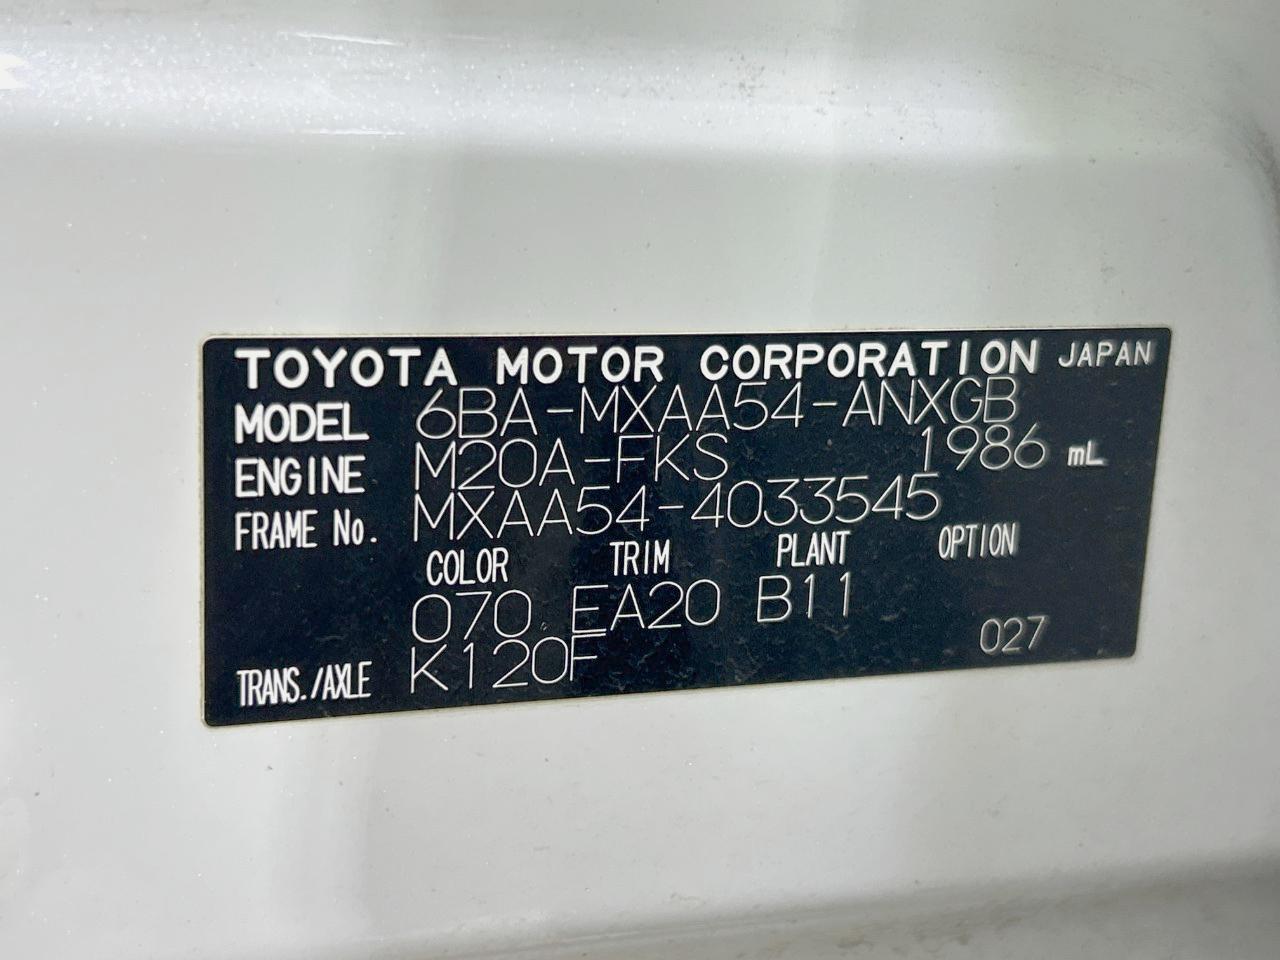 TOYOTA MOTOR CORPORATION JAPAN
MODEL 6BA-MXAA54-ANXGB
ENGINE M20A-FKS 1986 mL
FRAME No. MXAA54-4033545
COLOR TRIM PLANT OPTION
070 EA20 B11
TRANS./AXLE K120F 027